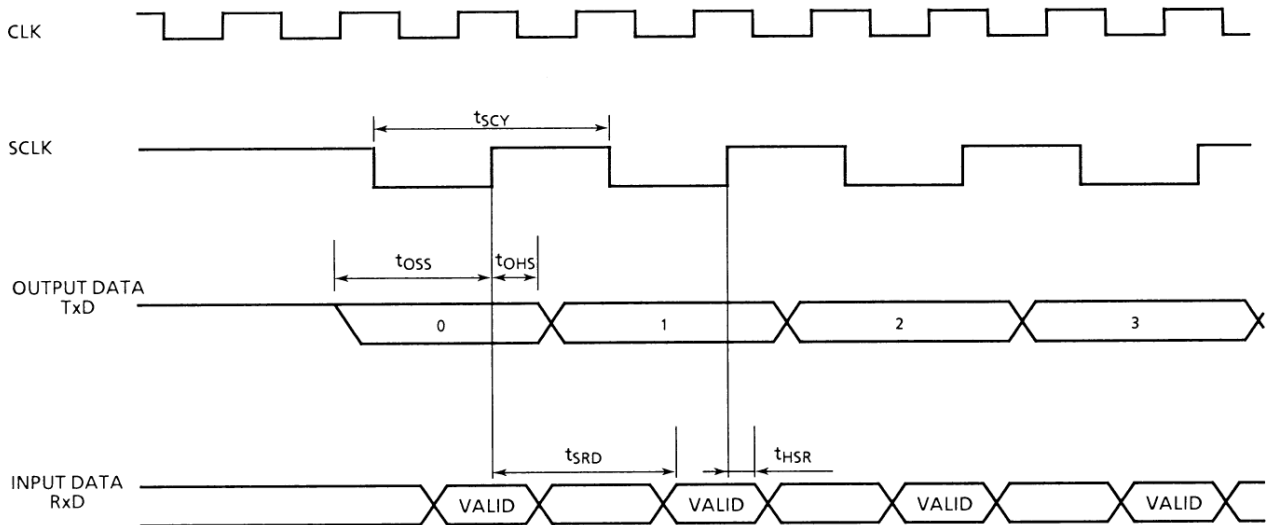 CLK
tSCY
SCLK
tOSS
tOHS
OUTPUT DATA
TxD
0
1
2
3
tSRD
tHSR
INPUT DATA
RxD
VALID
VALID
VALID
VALID